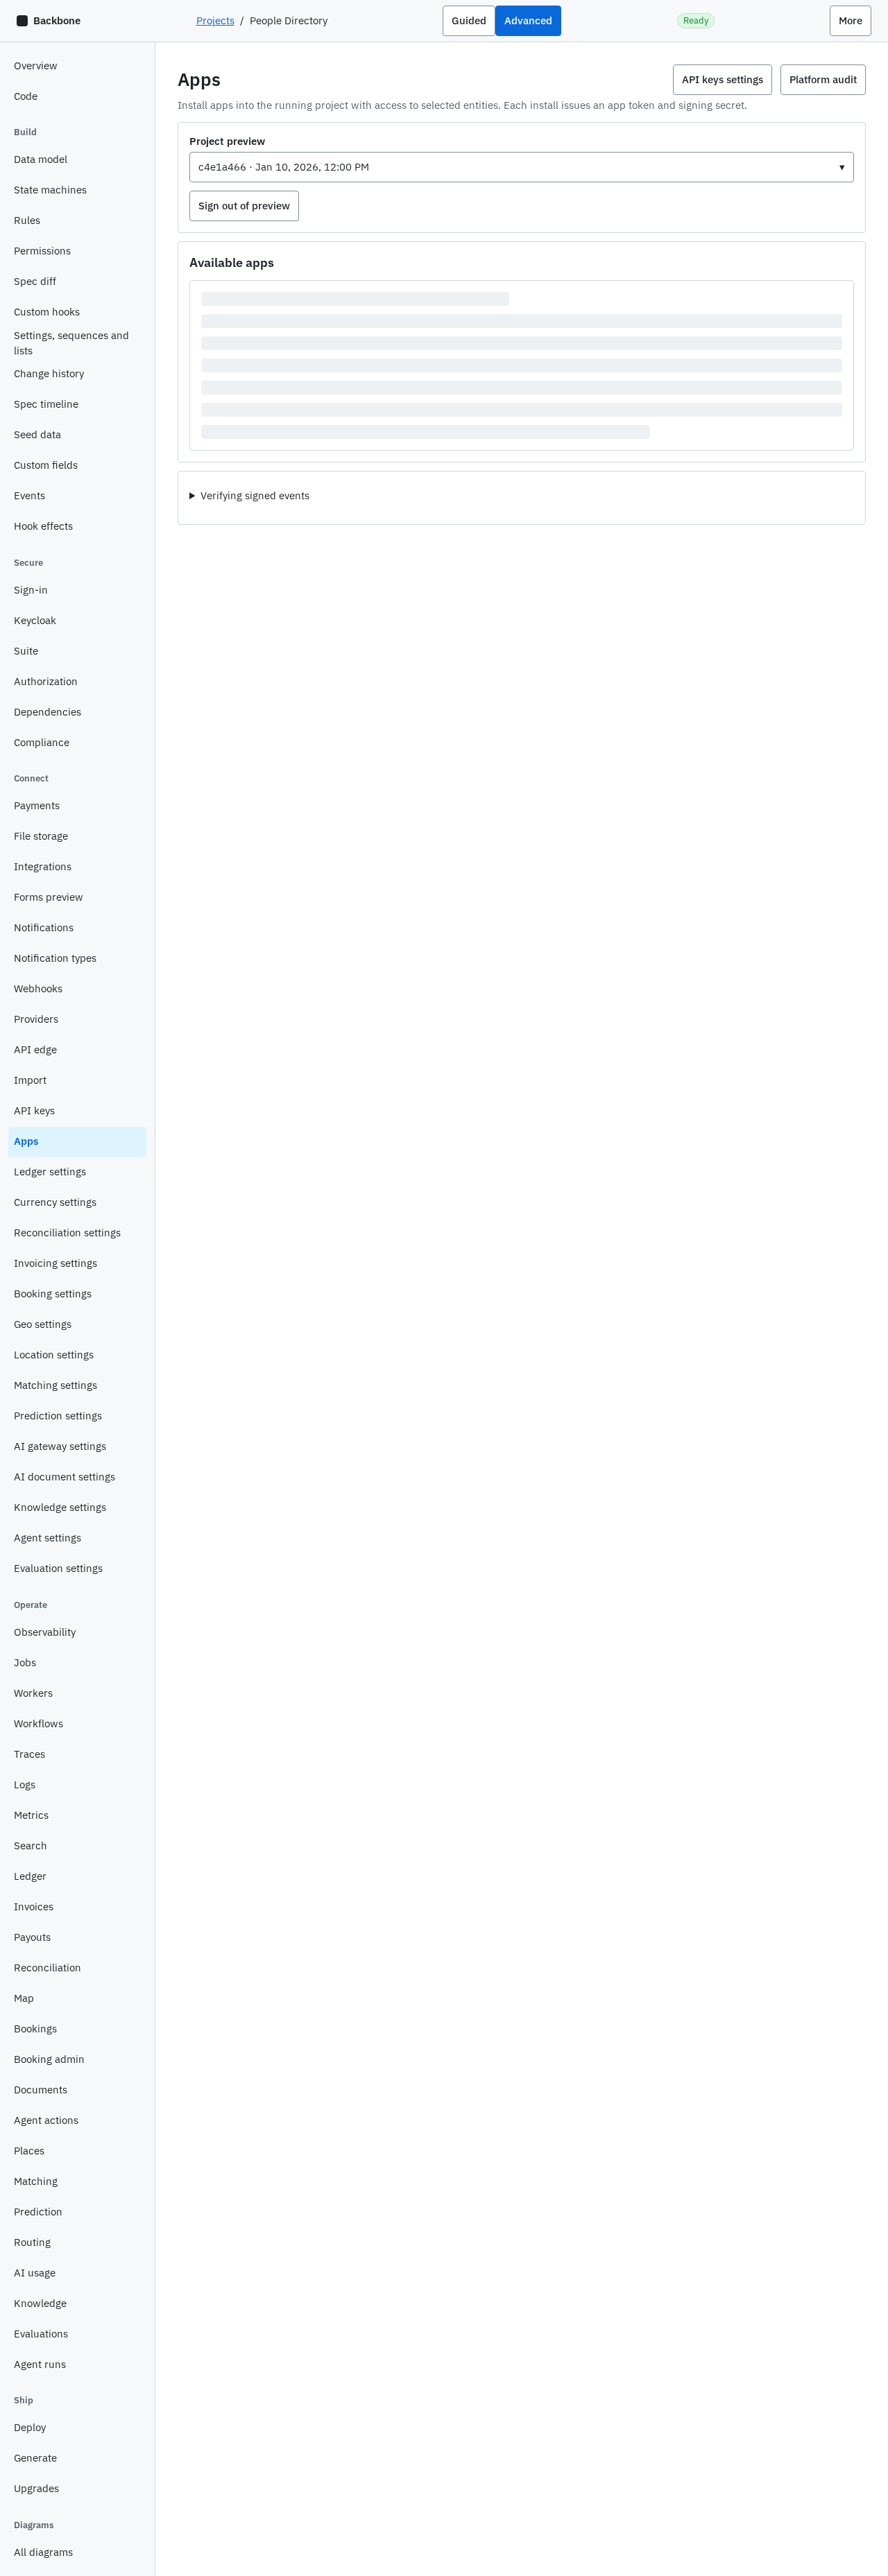 Backbone
Projects / People Directory
Guided
Advanced
Ready
More
Overview
Code
Build
Data model
State machines
Rules
Permissions
Spec diff
Custom hooks
Settings, sequences and
lists
Change history
Spec timeline
Seed data
Custom fields
Events
Hook effects
Secure
Sign-in
Keycloak
Suite
Authorization
Dependencies
Compliance
Connect
Payments
File storage
Integrations
Forms preview
Notifications
Notification types
Webhooks
Providers
API edge
Import
API keys
Apps
Ledger settings
Currency settings
Reconciliation settings
Invoicing settings
Booking settings
Geo settings
Location settings
Matching settings
Prediction settings
AI gateway settings
AI document settings
Knowledge settings
Agent settings
Evaluation settings
Operate
Observability
Jobs
Workers
Workflows
Traces
Logs
Metrics
Search
Ledger
Invoices
Payouts
Reconciliation
Map
Bookings
Booking admin
Documents
Agent actions
Places
Matching
Prediction
Routing
AI usage
Knowledge
Evaluations
Agent runs
Ship
Deploy
Generate
Upgrades
Diagrams
All diagrams
Apps
API keys settings
Platform audit
Install apps into the running project with access to selected entities. Each install issues an app token and signing secret.
Project preview
c4e1a466 · Jan 10, 2026, 12:00 PM
Sign out of preview
Available apps
Verifying signed events